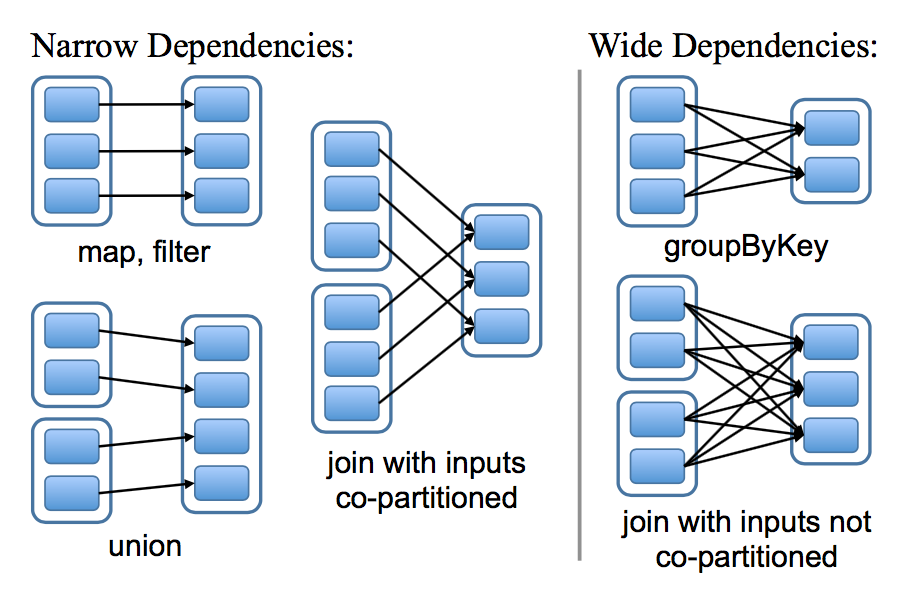 Narrow Dependencies:
Wide Dependencies:
map, filter
union
join with inputs
co-partitioned
groupByKey
join with inputs not
co-partitioned